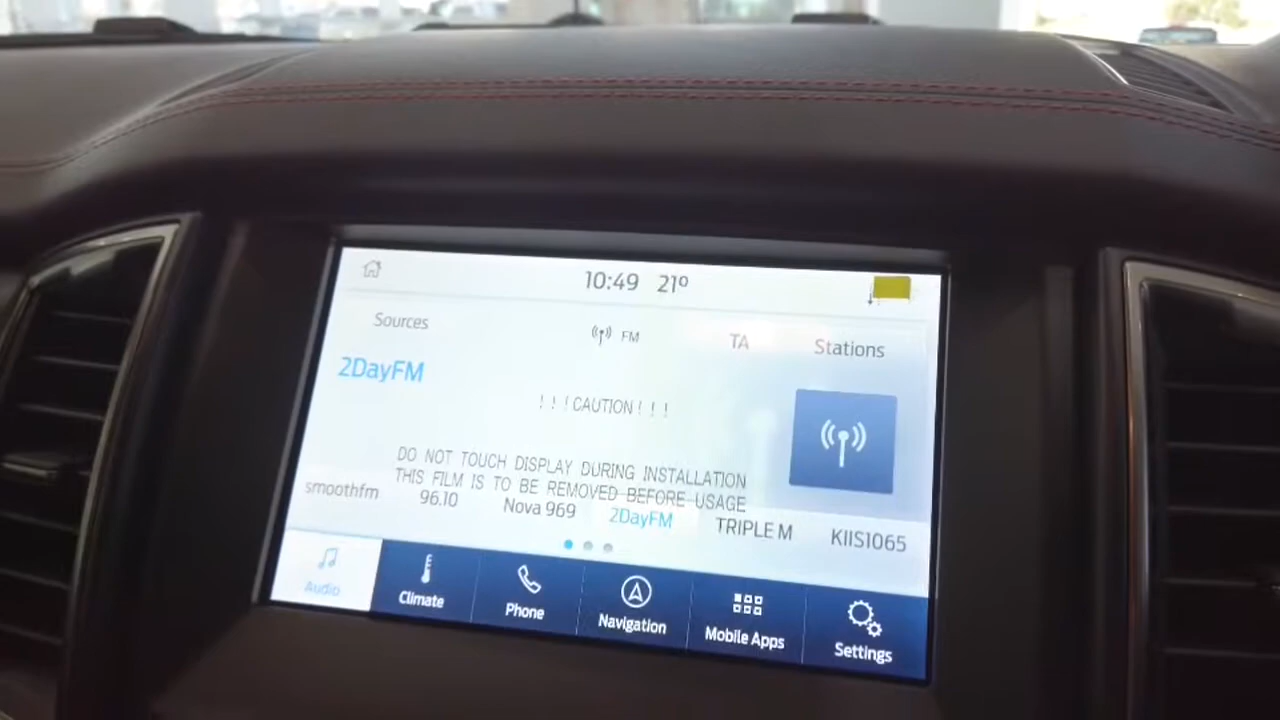 10:49 21º
Sources FM TA Stations
2DayFM
! ! ! CAUTION ! ! !
DO NOT TOUCH DISPLAY DURING INSTALLATION
THIS FILM IS TO BE REMOVED BEFORE USAGE
smoothfm 96.10 Nova 969 2DayFM TRIPLE M KIIS1065
Audio Climate Phone Navigation Mobile Apps Settings